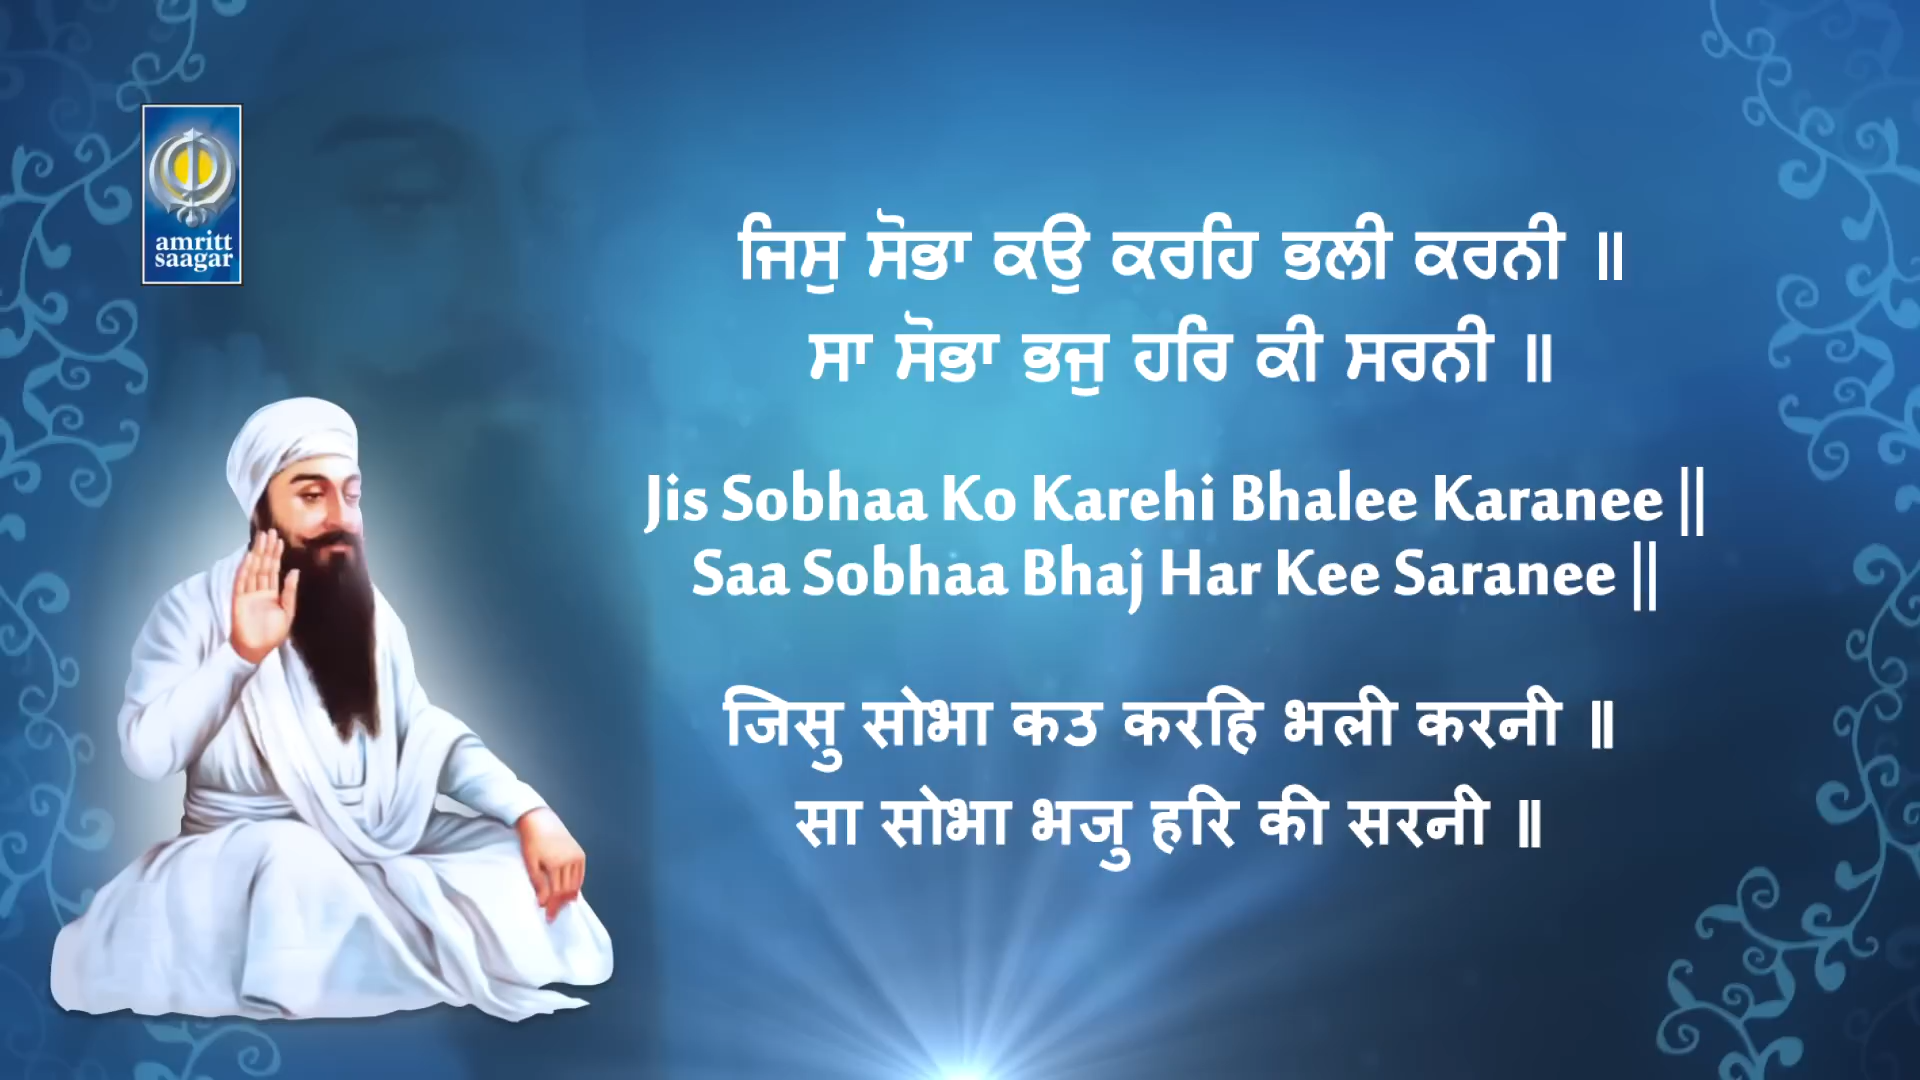 amritt
saagar
ਜਿਸੁ ਸੋਭਾ ਕਉ ਕਰਹਿ ਭਲੀ ਕਰਨੀ ॥
ਸਾ ਸੋਭਾ ਭਜੁ ਹਰਿ ਕੀ ਸਰਨੀ ॥
Jis Sobhaa Ko Karehi Bhalee Karanee ||
Saa Sobhaa Bhaj Har Kee Saranee ||
जिसु सोभा कउ करहि भली करनी ॥
सा सोभा भजु हरि की सरनी ॥